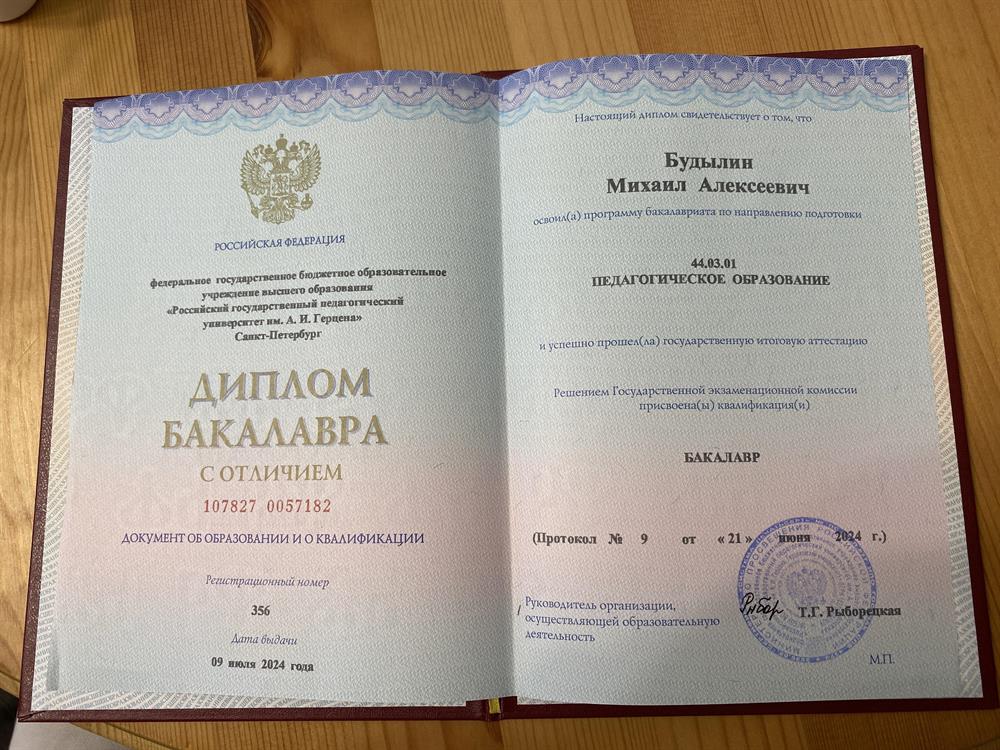 РОССИЙСКАЯ ФЕДЕРАЦИЯ
федеральное государственное бюджетное образовательное
учреждение высшего образования
«Российский государственный педагогический
университет им. А. И. Герцена»
Санкт-Петербург
ДИПЛОМ
БАКАЛАВРА
С ОТЛИЧИЕМ
107827 0057182
ДОКУМЕНТ ОБ ОБРАЗОВАНИИ И О КВАЛИФИКАЦИИ
Регистрационный номер
356
Дата выдачи
09 июля 2024 года
Настоящий диплом свидетельствует о том, что
Будылин
Михаил Алексеевич
освоил(а) программу бакалавриата по направлению подготовки
44.03.01
ПЕДАГОГИЧЕСКОЕ ОБРАЗОВАНИЕ
и успешно прошел(ла) государственную итоговую аттестацию
Решением Государственной экзаменационной комиссии
присвоена(ы) квалификация(и)
БАКАЛАВР
(Протокол № 9 от «21» июня 2024 г.)
/ Руководитель организации,
осуществляющей образовательную
деятельность
Т.Г. Рыборецкая
М.П.